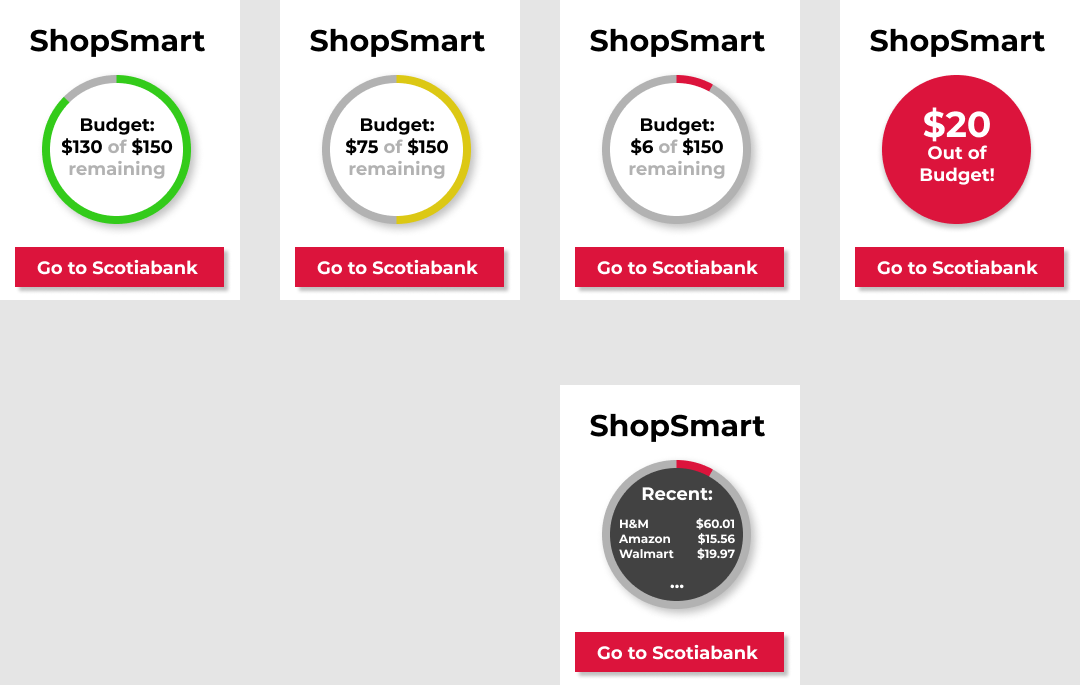 ShopSmart
Budget:
$130 of $150
remaining
Go to Scotiabank
ShopSmart
Budget:
$75 of $150
remaining
Go to Scotiabank
ShopSmart
Budget:
$6 of $150
remaining
Go to Scotiabank
ShopSmart
$20
Out of
Budget!
Go to Scotiabank
ShopSmart
Recent:
H&M $60.01
Amazon $15.56
Walmart $19.97
...
Go to Scotiabank